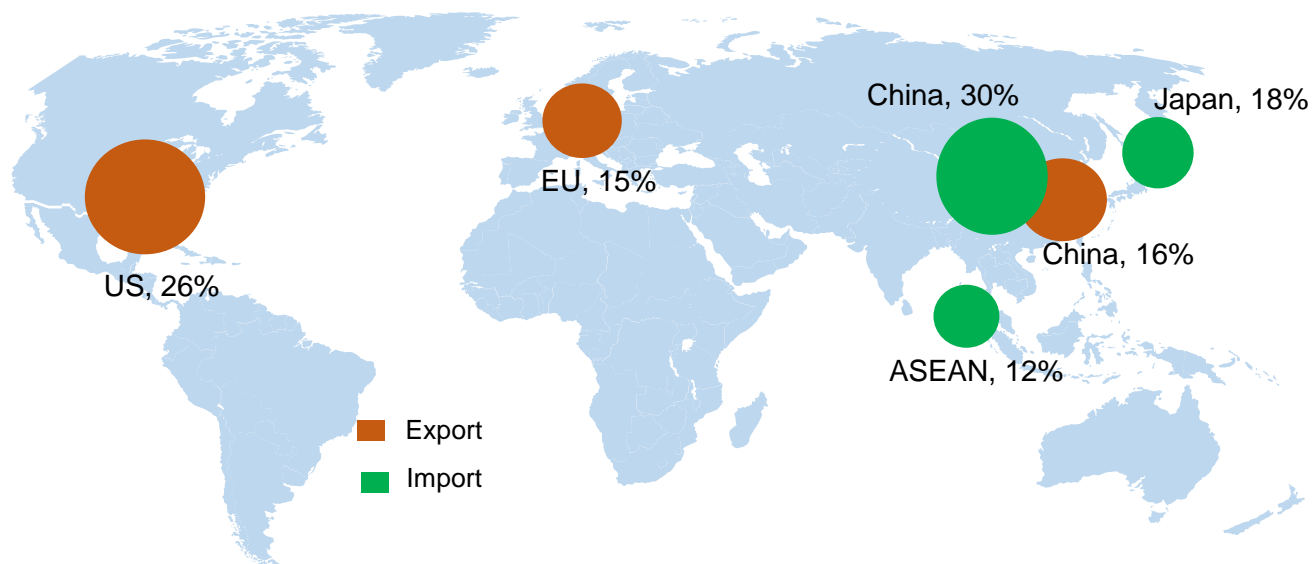 China, 30%
Japan, 18%
EU, 15%
China, 16%
US, 26%
ASEAN, 12%
Export
Import